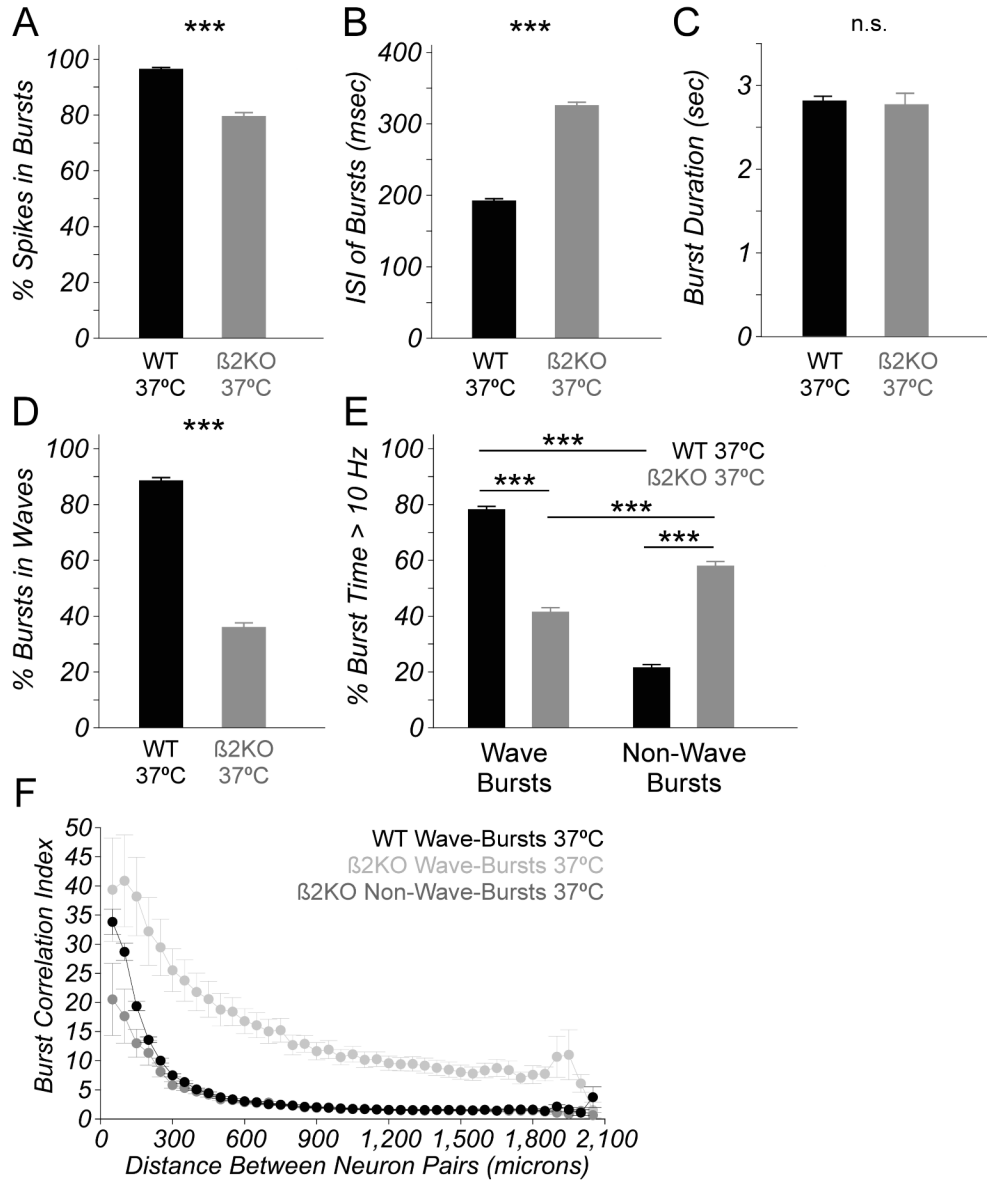 A
***
% Spikes in Bursts
100
80
60
40
20
0
WT
37ºC
ß2KO
37ºC
B
***
ISI of Bursts (msec)
400
300
200
100
0
WT
37ºC
ß2KO
37ºC
C
n.s.
Burst Duration (sec)
3
2
1
0
WT
37ºC
ß2KO
37ºC
D
***
% Bursts in Waves
100
80
60
40
20
0
WT
37ºC
ß2KO
37ºC
E
% Burst Time > 10 Hz
100
80
60
40
20
0
***
***
***
***
WT 37ºC
ß2KO 37ºC
Wave
Bursts
Non-Wave
Bursts
F
Burst Correlation Index
50
45
40
35
30
25
20
15
10
5
0
WT Wave-Bursts 37ºC
ß2KO Wave-Bursts 37ºC
ß2KO Non-Wave-Bursts 37ºC
0 300 600 900 1,200 1,500 1,800 2,100
Distance Between Neuron Pairs (microns)